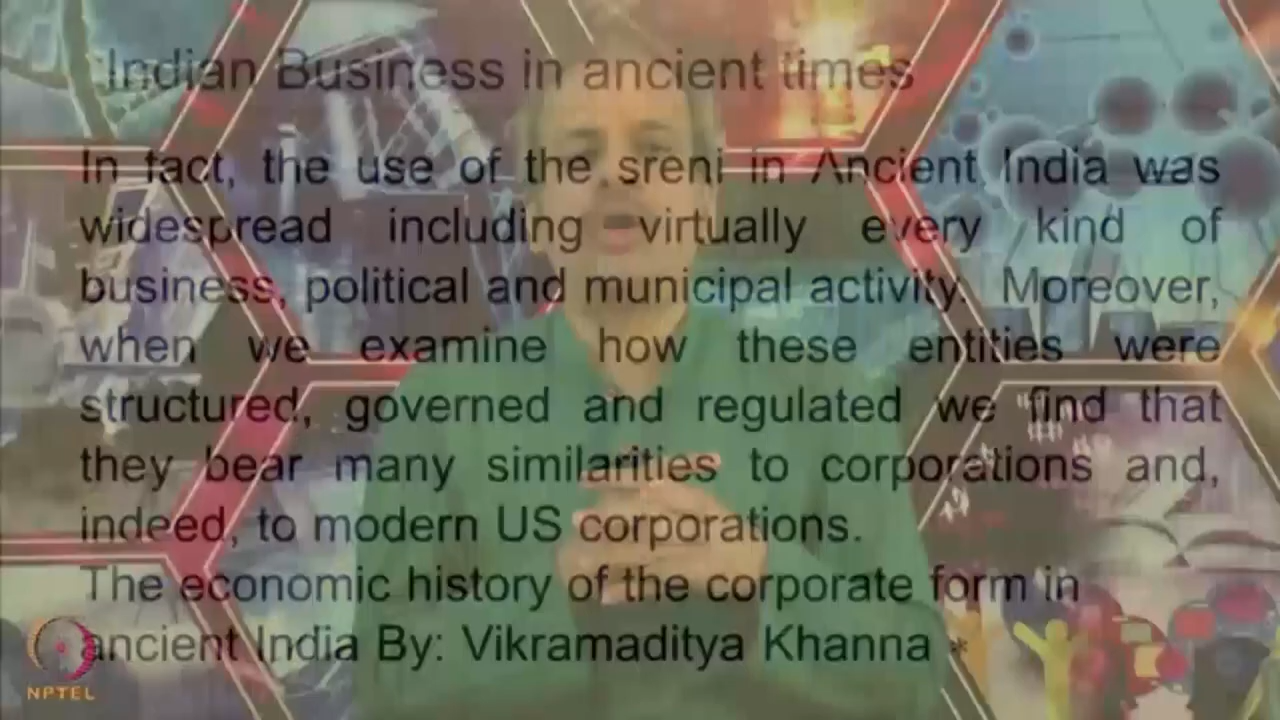 Indian Business in ancient times
In fact, the use of the sreni in Ancient India was
widespread including virtually every kind of
business, political and municipal activity. Moreover,
when we examine how these entities were
structured, governed and regulated we find that
they bear many similarities to corporations and,
indeed, to modern US corporations.
The economic history of the corporate form in
ancient India By: Vikramaditya Khanna *
NPTEL